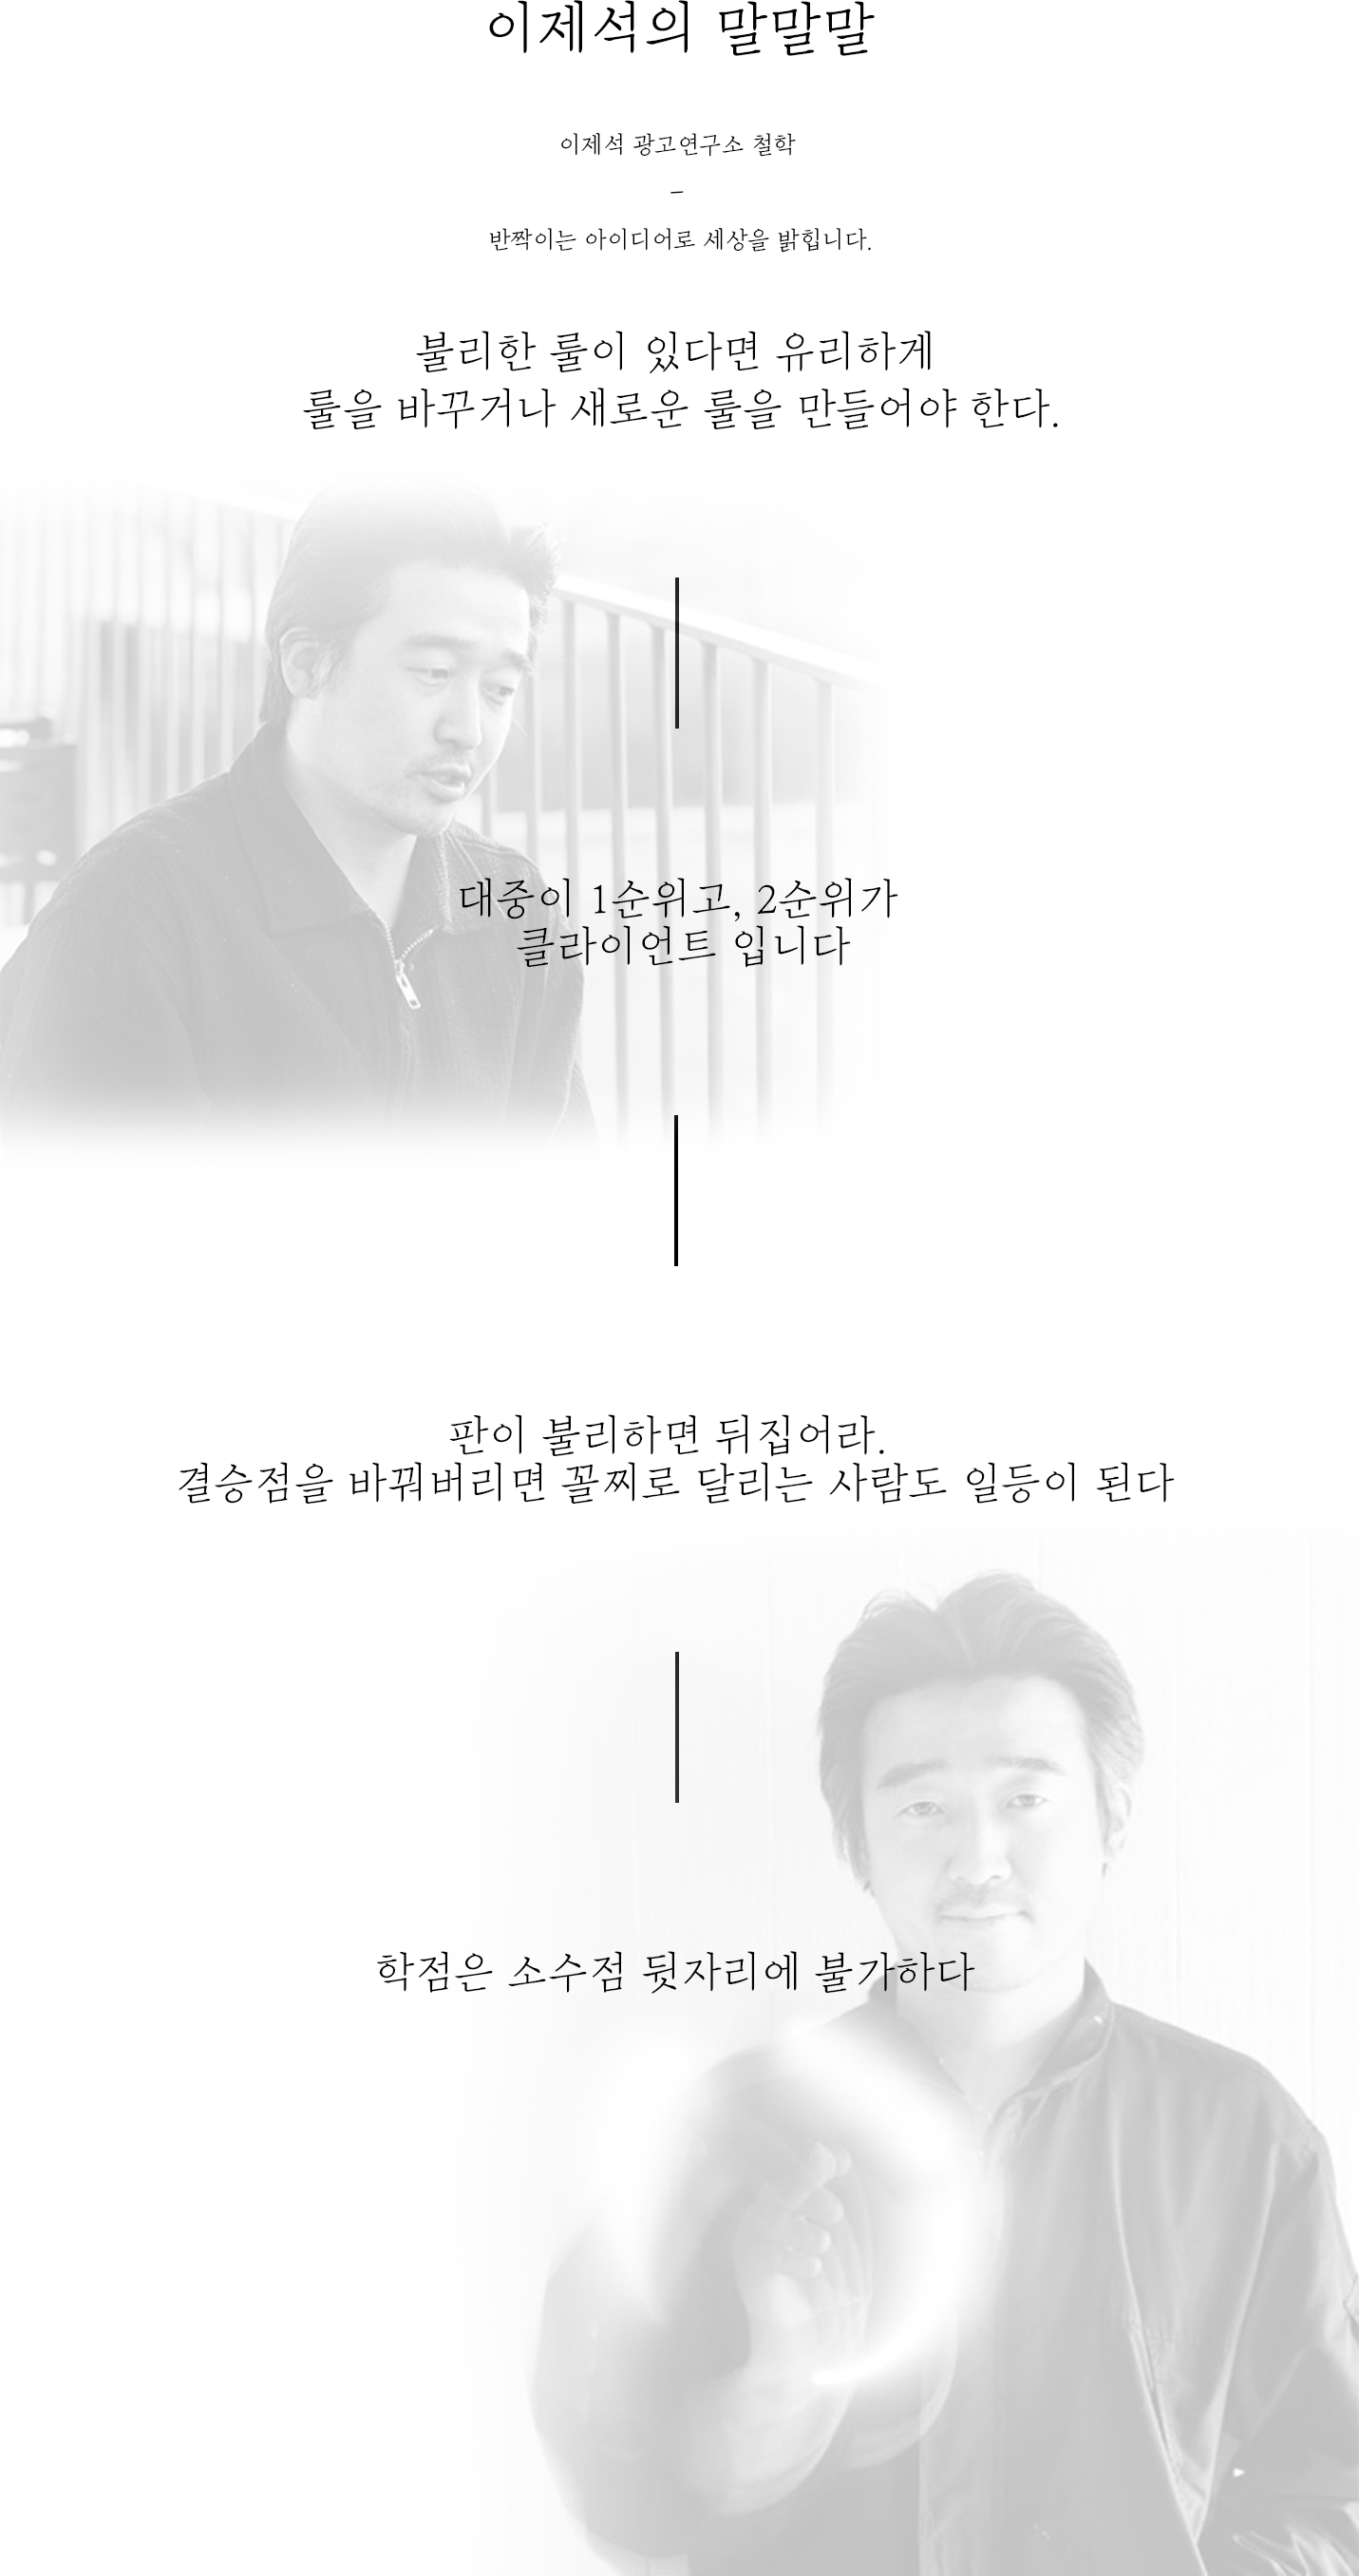 이제석의 말말말
이제석 광고연구소 철학
–
반짝이는 아이디어로 세상을 밝힙니다.
불리한 룰이 있다면 유리하게
룰을 바꾸거나 새로운 룰을 만들어야 한다.
대중이 1순위고, 2순위가
클라이언트 입니다
판이 불리하면 뒤집어라.
결승점을 바꿔버리면 꼴찌로 달리는 사람도 일등이 된다
학점은 소수점 뒷자리에 불가하다